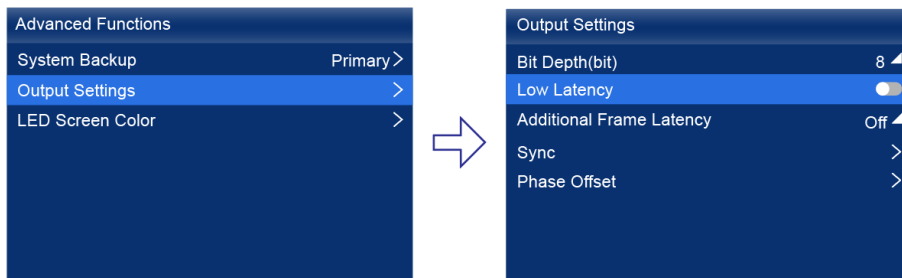 Advanced Functions
System Backup Primary
Output Settings
LED Screen Color
Output Settings
Bit Depth(bit) 8
Low Latency
Additional Frame Latency Off
Sync
Phase Offset